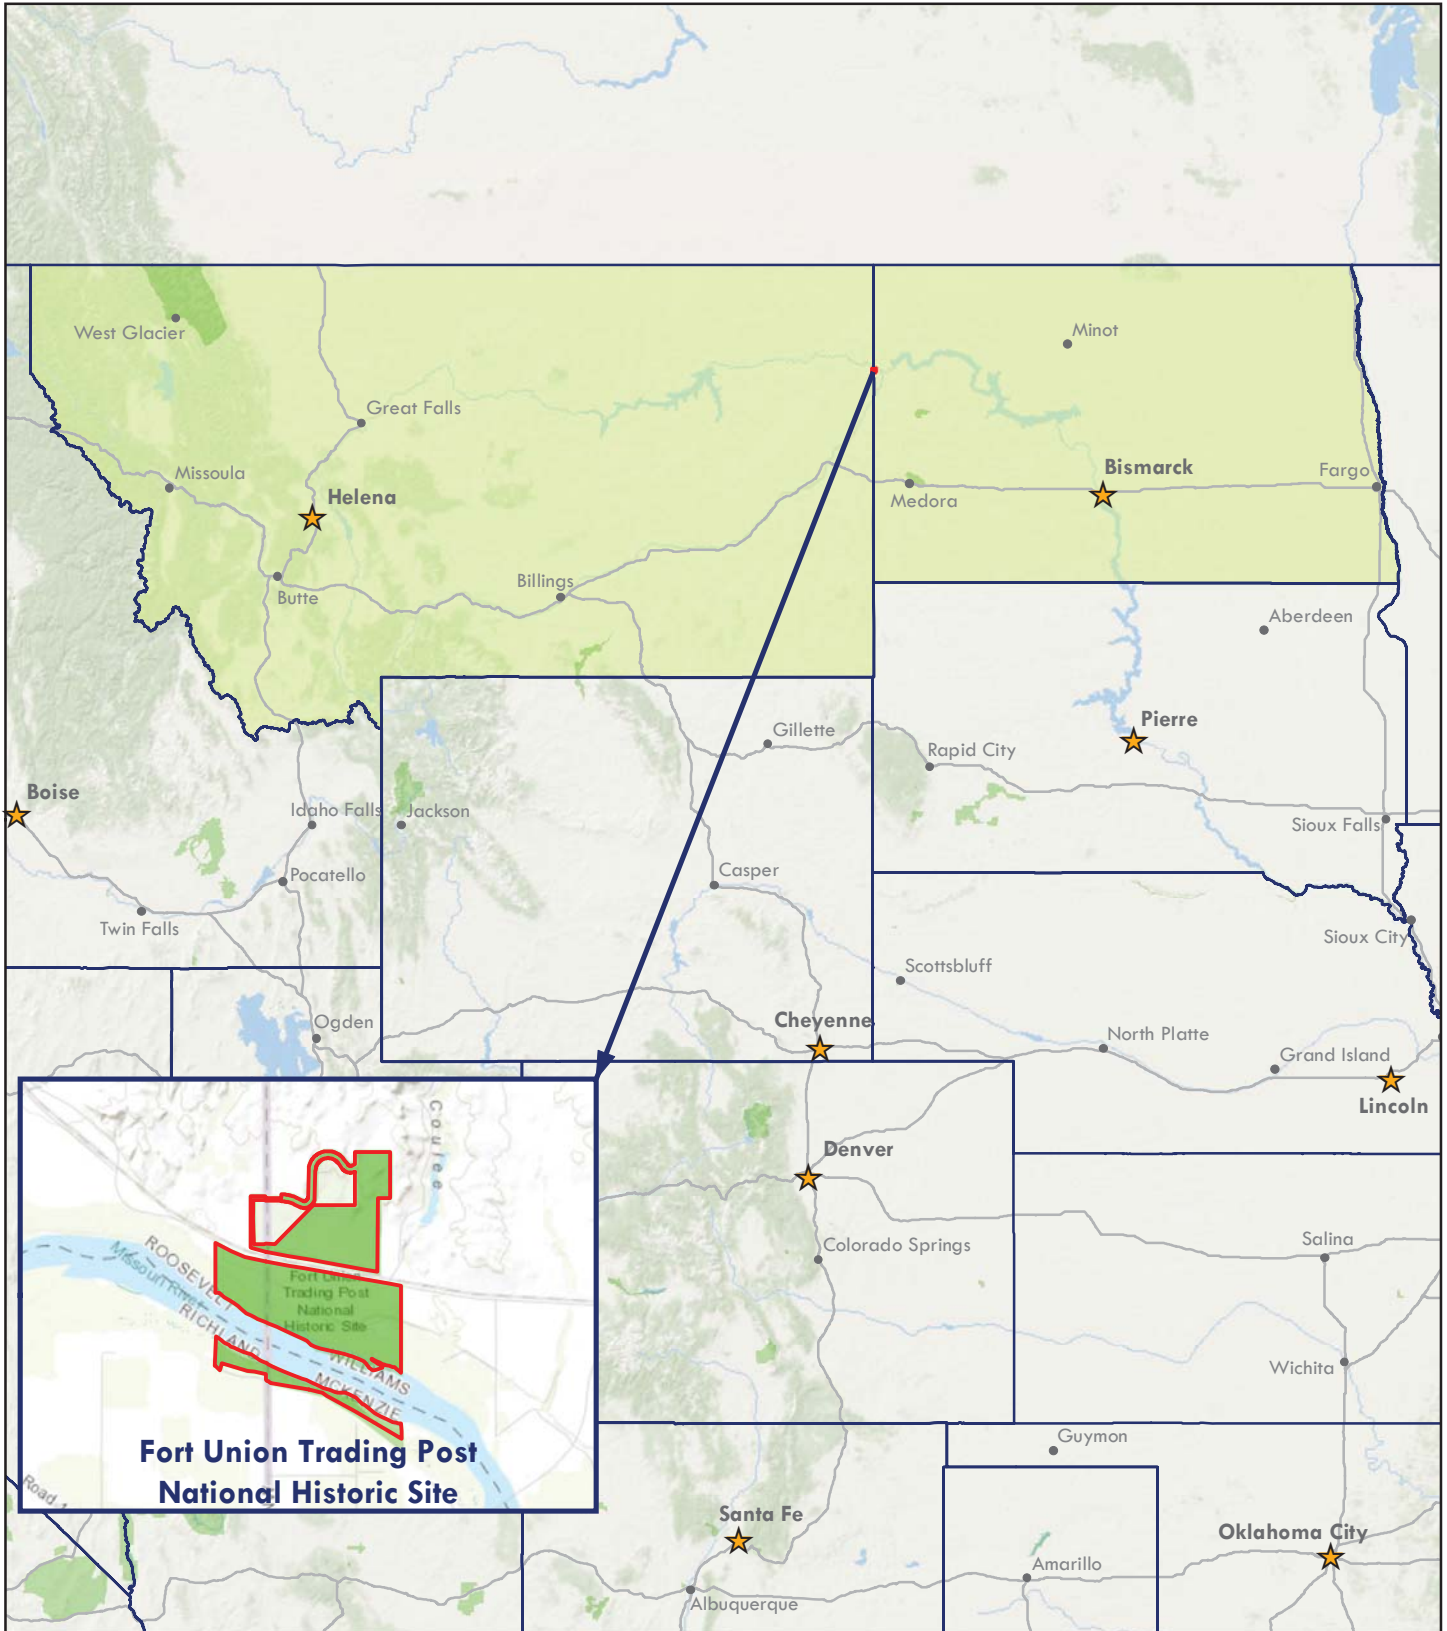 West Glacier
Minot
Great Falls
Missoula
Bismarck
Fargo
Helena
Medora
Billings
Butte
Aberdeen
Pierre
Gillette
Rapid City
Boise
Idaho Falls
Jackson
Sioux Falls
Casper
Pocatello
Twin Falls
Sioux City
Scottsbluff
Cheyenne
Ogden
North Platte
Grand Island
Lincoln
Denver
Colorado Springs
Salina
Wichita
Guymon
Santa Fe
Oklahoma City
Amarillo
Albuquerque
Coulee
ROOSEVELT
Missouri River
RICHLAND
Fort Union
Trading Post
National
Historic Site
WILLIAMS
MCKENZIE
Fort Union Trading Post
National Historic Site
Road